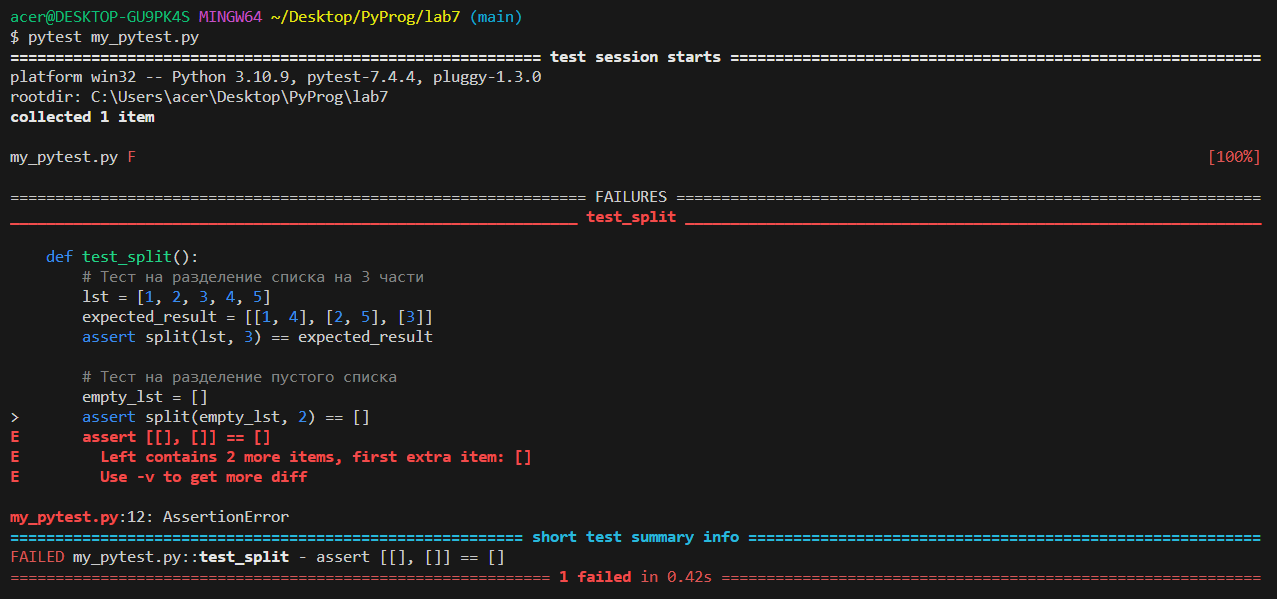 acer@DESKTOP-GU9PK4S MINGW64 ~/Desktop/PyProg/lab7 (main)
$ pytest my_pytest.py
=========================================================== test session starts ===========================================================
platform win32 -- Python 3.10.9, pytest-7.4.4, pluggy-1.3.0
rootdir: C:\Users\acer\Desktop\PyProg\lab7
collected 1 item

my_pytest.py F [100%]

================================================================ FAILURES =================================================================
_______________________________________________________________ test_split ________________________________________________________________

    def test_split():
        # Тест на разделение списка на 3 части
        lst = [1, 2, 3, 4, 5]
        expected_result = [[1, 4], [2, 5], [3]]
        assert split(lst, 3) == expected_result

        # Тест на разделение пустого списка
        empty_lst = []
>       assert split(empty_lst, 2) == []
E       assert [[], []] == []
E         Left contains 2 more items, first extra item: []
E         Use -v to get more diff

my_pytest.py:12: AssertionError
========================================================= short test summary info =========================================================
FAILED my_pytest.py::test_split - assert [[], []] == []
============================================================ 1 failed in 0.42s ============================================================